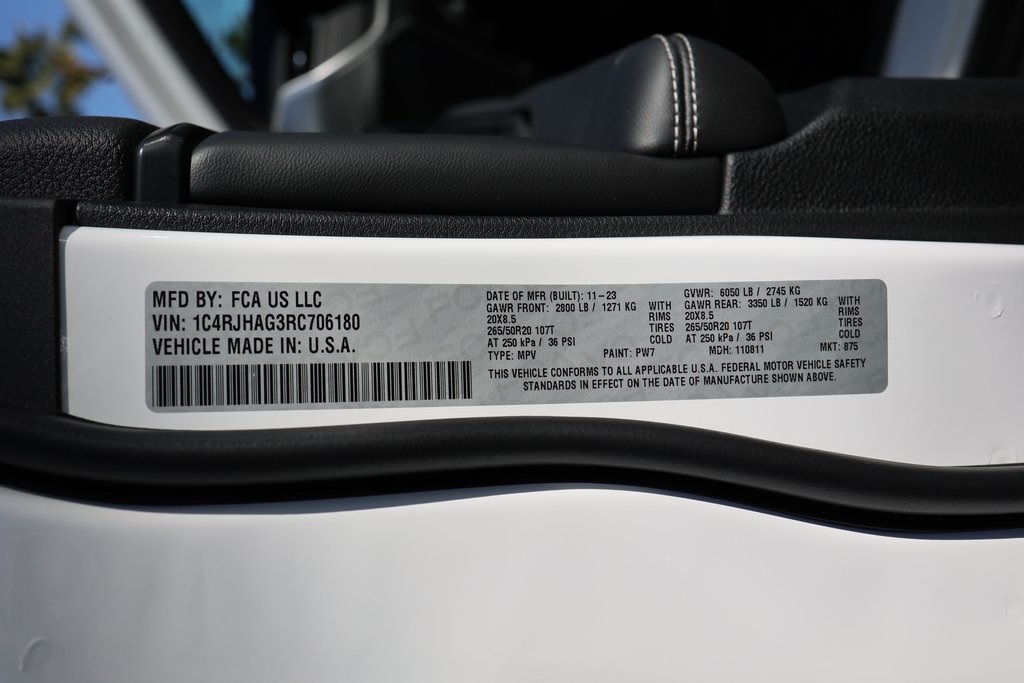 MFD BY: FCA US LLC
VIN: 1C4RJHAG3RC706180
VEHICLE MADE IN: U.S.A.
DATE OF MFR (BUILT): 11-23
GAWR FRONT: 2800 LB / 1271 KG WITH
20X8.5 RIMS
265/50R20 107T TIRES
AT 250 kPa / 36 PSI COLD
TYPE: MPV PAINT: PW7
GVWR: 6050 LB / 2745 KG
GAWR REAR: 3350 LB / 1520 KG WITH
20X8.5 RIMS
265/50R20 107T TIRES
AT 250 kPa / 36 PSI COLD
MDH: 110811 MKT: 875
THIS VEHICLE CONFORMS TO ALL APPLICABLE U.S.A. FEDERAL MOTOR VEHICLE SAFETY
STANDARDS IN EFFECT ON THE DATE OF MANUFACTURE SHOWN ABOVE.